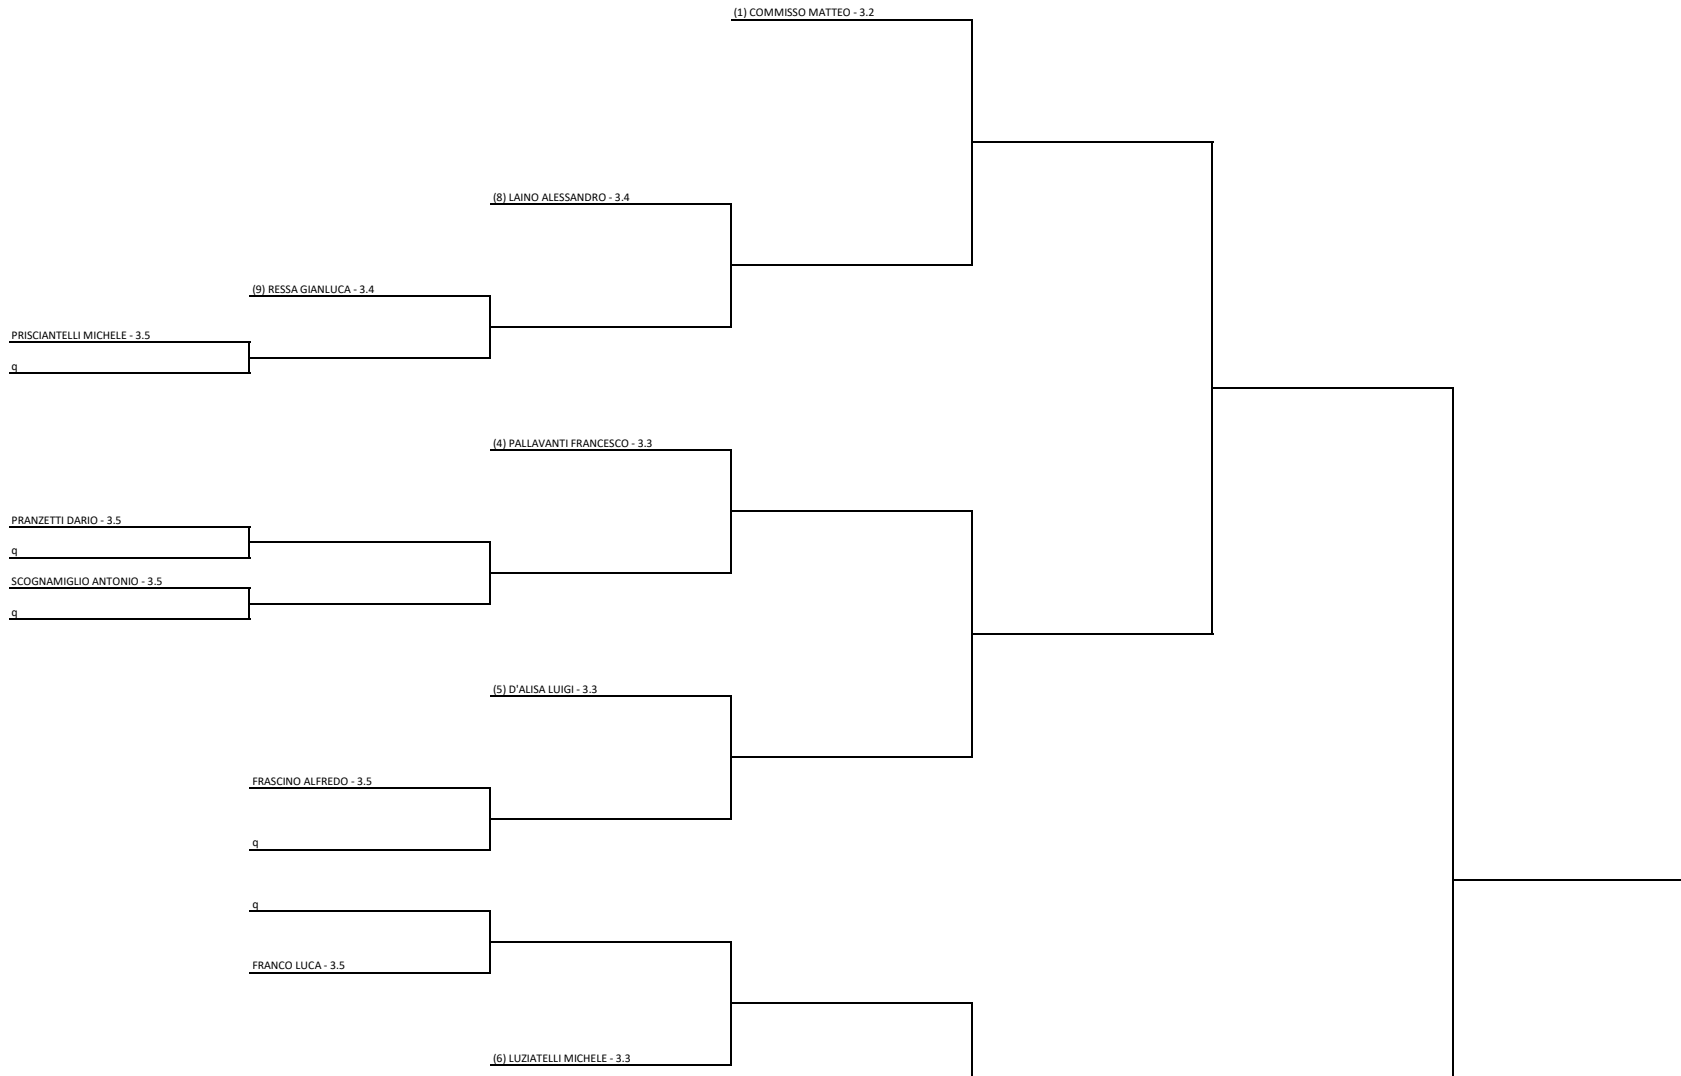 (1) COMMISSO MATTEO - 3.2
(8) LAINO ALESSANDRO - 3.4
(9) RESSA GIANLUCA - 3.4
PRISCIANTELLI MICHELE - 3.5
q
(4) PALLAVANTI FRANCESCO - 3.3
PRANZETTI DARIO - 3.5
q
SCOGNAMIGLIO ANTONIO - 3.5
q
(5) D'ALISA LUIGI - 3.3
FRASCINO ALFREDO - 3.5
q
q
FRANCO LUCA - 3.5
(6) LUZIATELLI MICHELE - 3.3